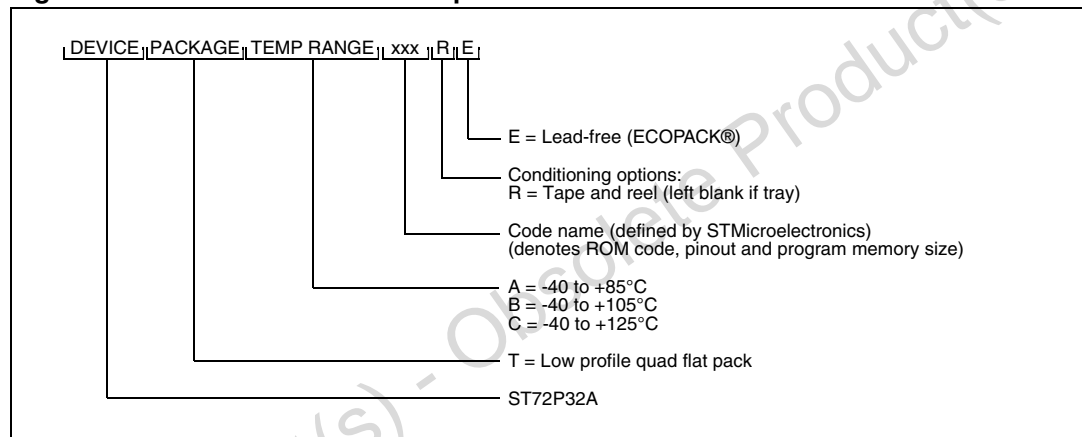 DEVICE PACKAGE TEMP RANGE xxx R E
E = Lead-free (ECOPACK®)
Conditioning options:
R = Tape and reel (left blank if tray)
Code name (defined by STMicroelectronics)
(denotes ROM code, pinout and program memory size)
A = -40 to +85°C
B = -40 to +105°C
C = -40 to +125°C
T = Low profile quad flat pack
ST72P32A
(s) - Obsolete Product(